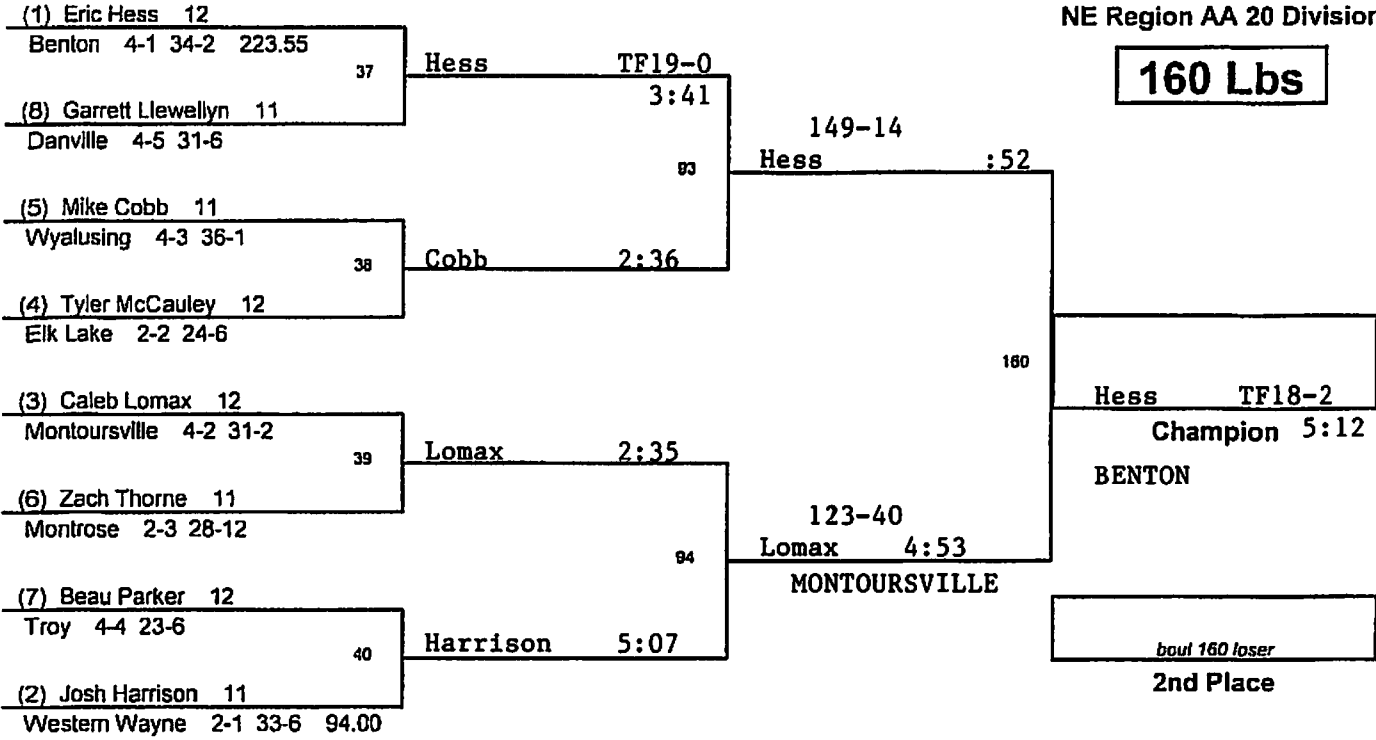 NE Region AA 20 Division
160 Lbs
(1) Eric Hess 12
Benton 4-1 34-2 223.55
37
(8) Garrett Llewellyn 11
Danville 4-5 31-6
Hess TF19-0
3:41
93
(5) Mike Cobb 11
Wyalusing 4-3 36-1
38
(4) Tyler McCauley 12
Elk Lake 2-2 24-6
Cobb 2:36
149-14
Hess :52
160
(3) Caleb Lomax 12
Montoursville 4-2 31-2
39
(6) Zach Thorne 11
Montrose 2-3 28-12
Lomax 2:35
94
(7) Beau Parker 12
Troy 4-4 23-6
40
(2) Josh Harrison 11
Western Wayne 2-1 33-6 94.00
Harrison 5:07
123-40
Lomax 4:53
MONTOURSVILLE
Hess TF18-2
Champion 5:12
BENTON
bout 160 loser
2nd Place